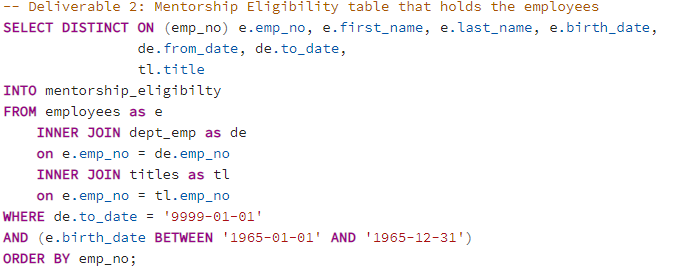 -- Deliverable 2: Mentorship Eligibility table that holds the employees
SELECT DISTINCT ON (emp_no) e.emp_no, e.first_name, e.last_name, e.birth_date,
de.from_date, de.to_date,
tl.title
INTO mentorship_eligibilty
FROM employees as e
INNER JOIN dept_emp as de
on e.emp_no = de.emp_no
INNER JOIN titles as tl
on e.emp_no = tl.emp_no
WHERE de.to_date = '9999-01-01'
AND (e.birth_date BETWEEN '1965-01-01' AND '1965-12-31')
ORDER BY emp_no;